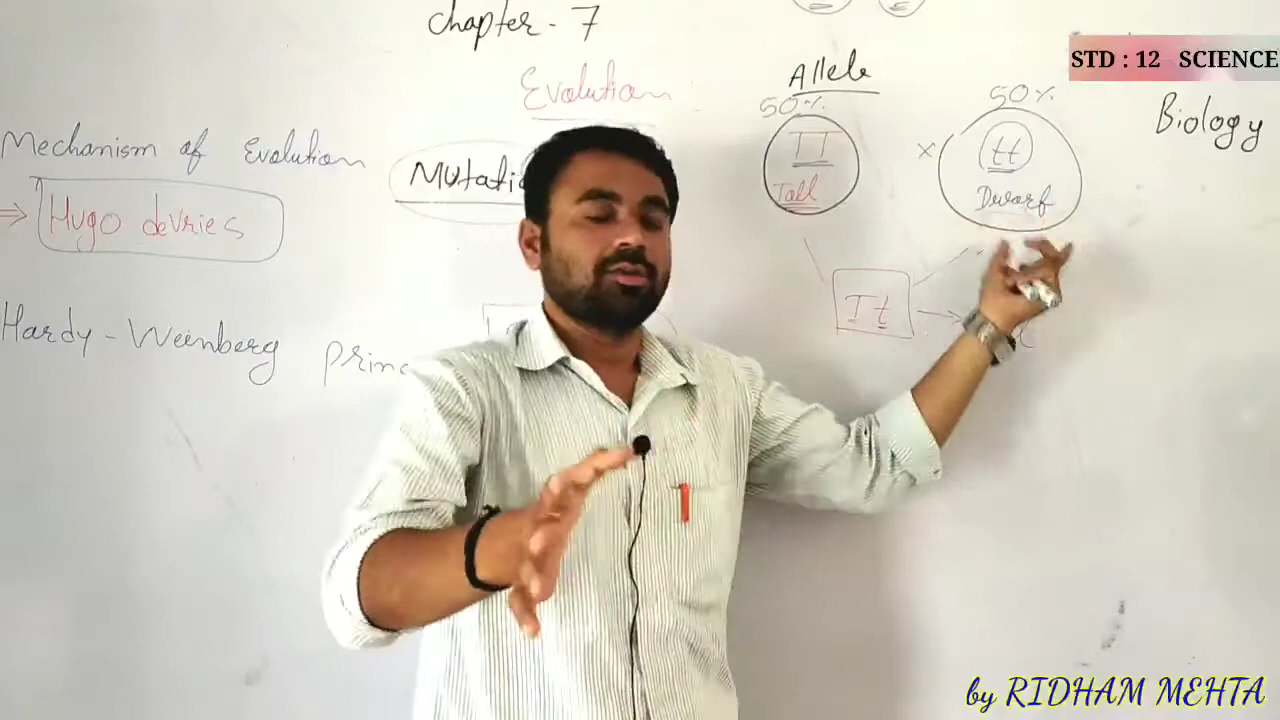 chapter - 7
STD : 12 SCIENCE
Evolution
Allele
50%
50%
Biology
Mechanism of Evolution
Mutati
TT
Tall
×
tt
Dwarf
⇒ Hugo devries
Tt
Hardy - Weinberg princ
by RIDHAM MEHTA